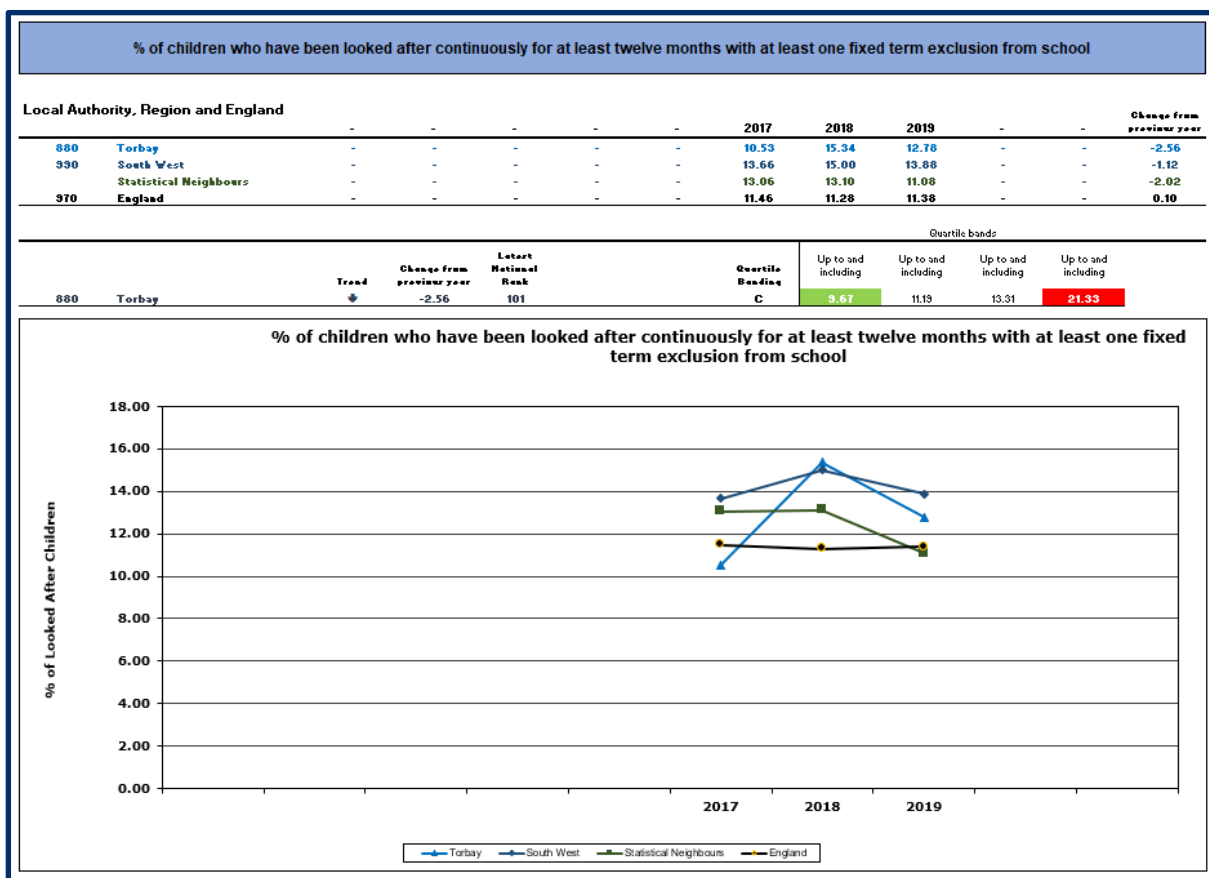 % of children who have been looked after continuously for at least twelve months with at least one fixed term exclusion from school
Local Authority, Region and England
- - - - - 2017 2018 2019 - - Change from previous year
880 Torbay - - - - - 10.53 15.34 12.78 - - -2.56
990 South West - - - - - 13.66 15.00 13.88 - - -1.12
Statistical Neighbours - - - - - 13.06 13.10 11.08 - - -2.02
970 England - - - - - 11.46 11.28 11.38 - - 0.10
Quartile bands
Trend Change from previous year Latest National Rank Quartile Banding Up to and including Up to and including Up to and including Up to and including
880 Torbay -2.56 101 C 9.67 11.19 13.31 21.33
% of children who have been looked after continuously for at least twelve months with at least one fixed
term exclusion from school
% of Looked After Children
18.00
16.00
14.00
12.00
10.00
8.00
6.00
4.00
2.00
0.00
2017 2018 2019
Torbay South West Statistical Neighbours England